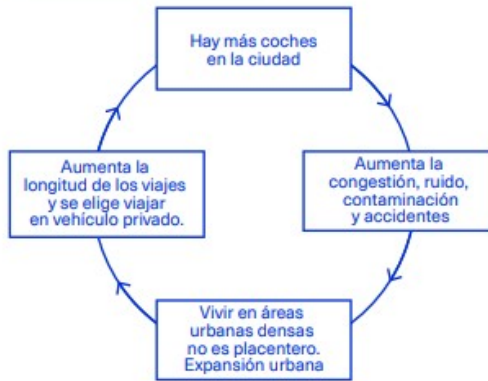 Hay más coches
en la ciudad
Aumenta la
congestión, ruido,
contaminación
y accidentes
Vivir en áreas
urbanas densas
no es placentero.
Expansión urbana
Aumenta la
longitud de los viajes
y se elige viajar
en vehículo privado.